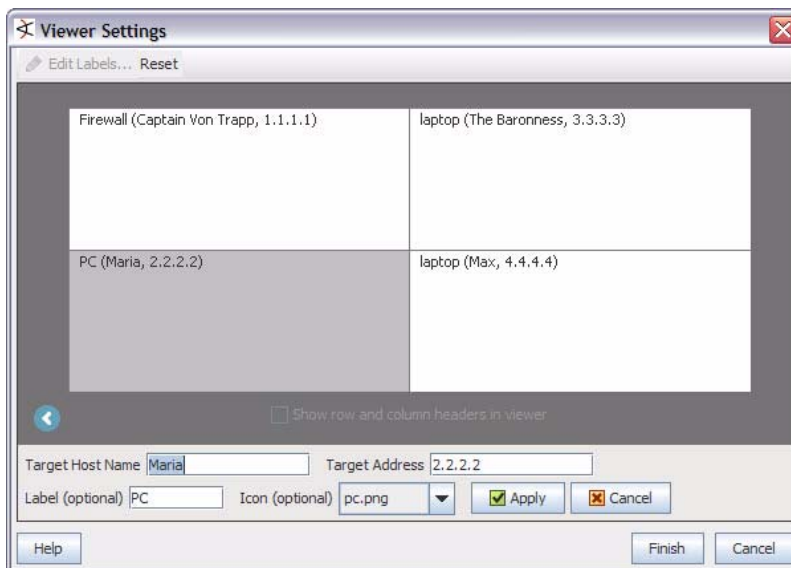 Viewer Settings
Edit Labels... Reset
Firewall (Captain Von Trapp, 1.1.1.1) laptop (The Baronness, 3.3.3.3)
PC (Maria, 2.2.2.2) laptop (Max, 4.4.4.4)
Show row and column headers in viewer
Target Host Name Maria Target Address 2.2.2.2
Label (optional) PC Icon (optional) pc.png Apply Cancel
Help Finish Cancel